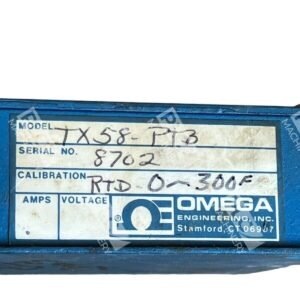 MODEL TX58-PTB
SERIAL NO. 8702
CALIBRATION RTD 0~300F
AMPS VOLTAGE
OMEGA
ENGINEERING, INC.
Stamford, CT 06907